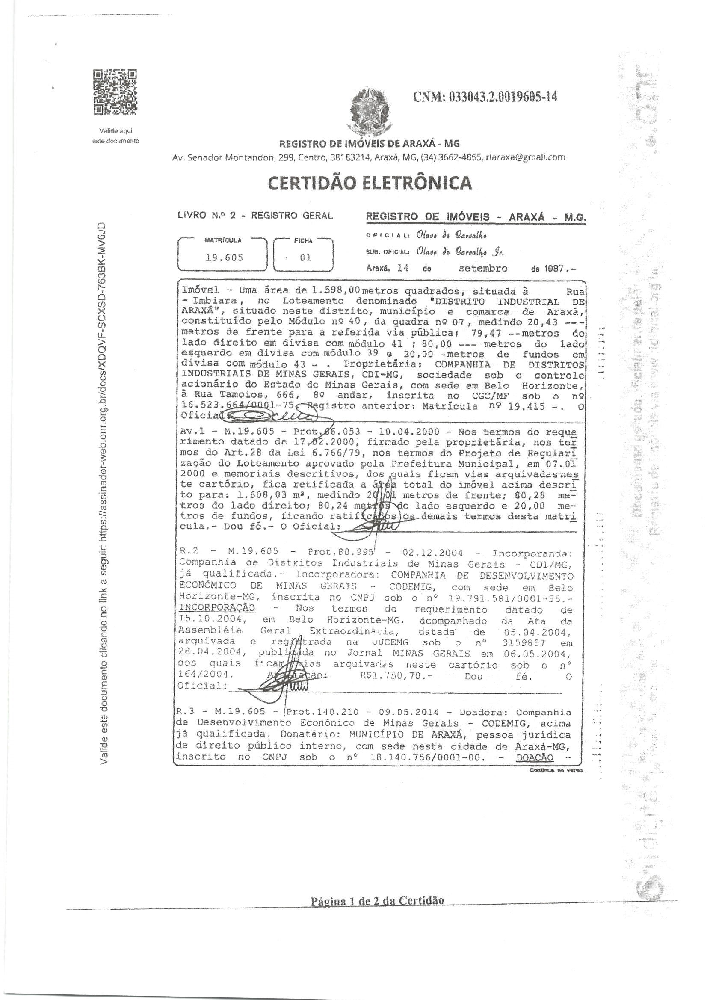 Valide aqui
este documento
CNM: 033043.2.0019605-14
REGISTRO DE IMÓVEIS DE ARAXÁ - MG
Av. Senador Montandon, 299, Centro, 38183214, Araxá, MG, (34) 3662-4855, riaraxa@gmail.com
CERTIDÃO ELETRÔNICA
LIVRO N.º 2 - REGISTRO GERAL
REGISTRO DE IMÓVEIS - ARAXÁ - M.G.
OFICIAL: Olavo de Carvalho
SUB. OFICIAL: Olavo de Carvalho Jr.
MATRÍCULA
19.605
FICHA
01
Araxá, 14 de setembro de 1987.-
Imóvel - Uma área de 1.598,00 metros quadrados, situada à Rua
- Imbiara, no Loteamento denominado "DISTRITO INDUSTRIAL DE
ARAXÁ", situado neste distrito, município e comarca de Araxá,
constituído pelo Módulo nº 40, da quadra nº 07, medindo 20,43 ---
metros de frente para a referida via pública; 79,47 --metros do
lado direito em divisa com módulo 41 ; 80,00 --- metros do lado
esquerdo em divisa com módulo 39 e 20,00 -metros de fundos em
divisa com módulo 43 - . Proprietária: COMPANHIA DE DISTRITOS
INDUSTRIAIS DE MINAS GERAIS, CDI-MG, sociedade sob o controle
acionário do Estado de Minas Gerais, com sede em Belo Horizonte,
à Rua Tamoios, 666, 8º andar, inscrita no CGC/MF sob o nº
16.523.664/0001-75. Registro anterior: Matrícula nº 19.415 -. O
Oficial:
Av.1 - M.19.605 - Prot.66.053 - 10.04.2000 - Nos termos do reque
rimento datado de 17.02.2000, firmado pela proprietária, nos ter
mos do Art.28 da Lei 6.766/79, nos termos do Projeto de Regulari
zação do Loteamento aprovado pela Prefeitura Municipal, em 07.01
2000 e memoriais descritivos, dos quais ficam vias arquivadas nes
te cartório, fica retificada a área total do imóvel acima descri
to para: 1.608,03 m², medindo 20,01 metros de frente; 80,28 me-
tros do lado direito; 80,24 metros do lado esquerdo e 20,00 me-
tros de fundos, ficando ratificados os demais termos desta matri
cula.- Dou fé.- O Oficial:
R.2 - M.19.605 - Prot.80.995 - 02.12.2004 - Incorporanda:
Companhia de Distritos Industriais de Minas Gerais - CDI/MG,
já qualificada.- Incorporadora: COMPANHIA DE DESENVOLVIMENTO
ECONÔMICO DE MINAS GERAIS - CODEMIG, com sede em Belo
Horizonte-MG, inscrita no CNPJ sob o nº 19.791.581/0001-55.-
INCORPORAÇÃO - Nos termos do requerimento datado de
15.10.2004, em Belo Horizonte-MG, acompanhado da Ata da
Assembléia Geral Extraordinária, datada de 05.04.2004,
arquivada e registrada na JUCEMG sob o nº 3159857 em
28.04.2004, publicada no Jornal MINAS GERAIS em 06.05.2004,
dos quais ficam vias arquivadas neste cartório sob o nº
164/2004. Avaliação: R$1.750,70.- Dou fé. O
Oficial:
R.3 - M.19.605 - Prot.140.210 - 09.05.2014 - Doadora: Companhia
de Desenvolvimento Econônico de Minas Gerais - CODEMIG, acima
já qualificada. Donatário: MUNICÍPIO DE ARAXÁ, pessoa jurídica
de direito público interno, com sede nesta cidade de Araxá-MG,
inscrito no CNPJ sob o nº 18.140.756/0001-00. - DOAÇÃO -
Continua no verso
Valide este documento clicando no link a seguir: https://assinador-web.onr.org.br/docs/XDQVF-SCXSD-763BK-MV6JD
Página 1 de 2 da Certidão